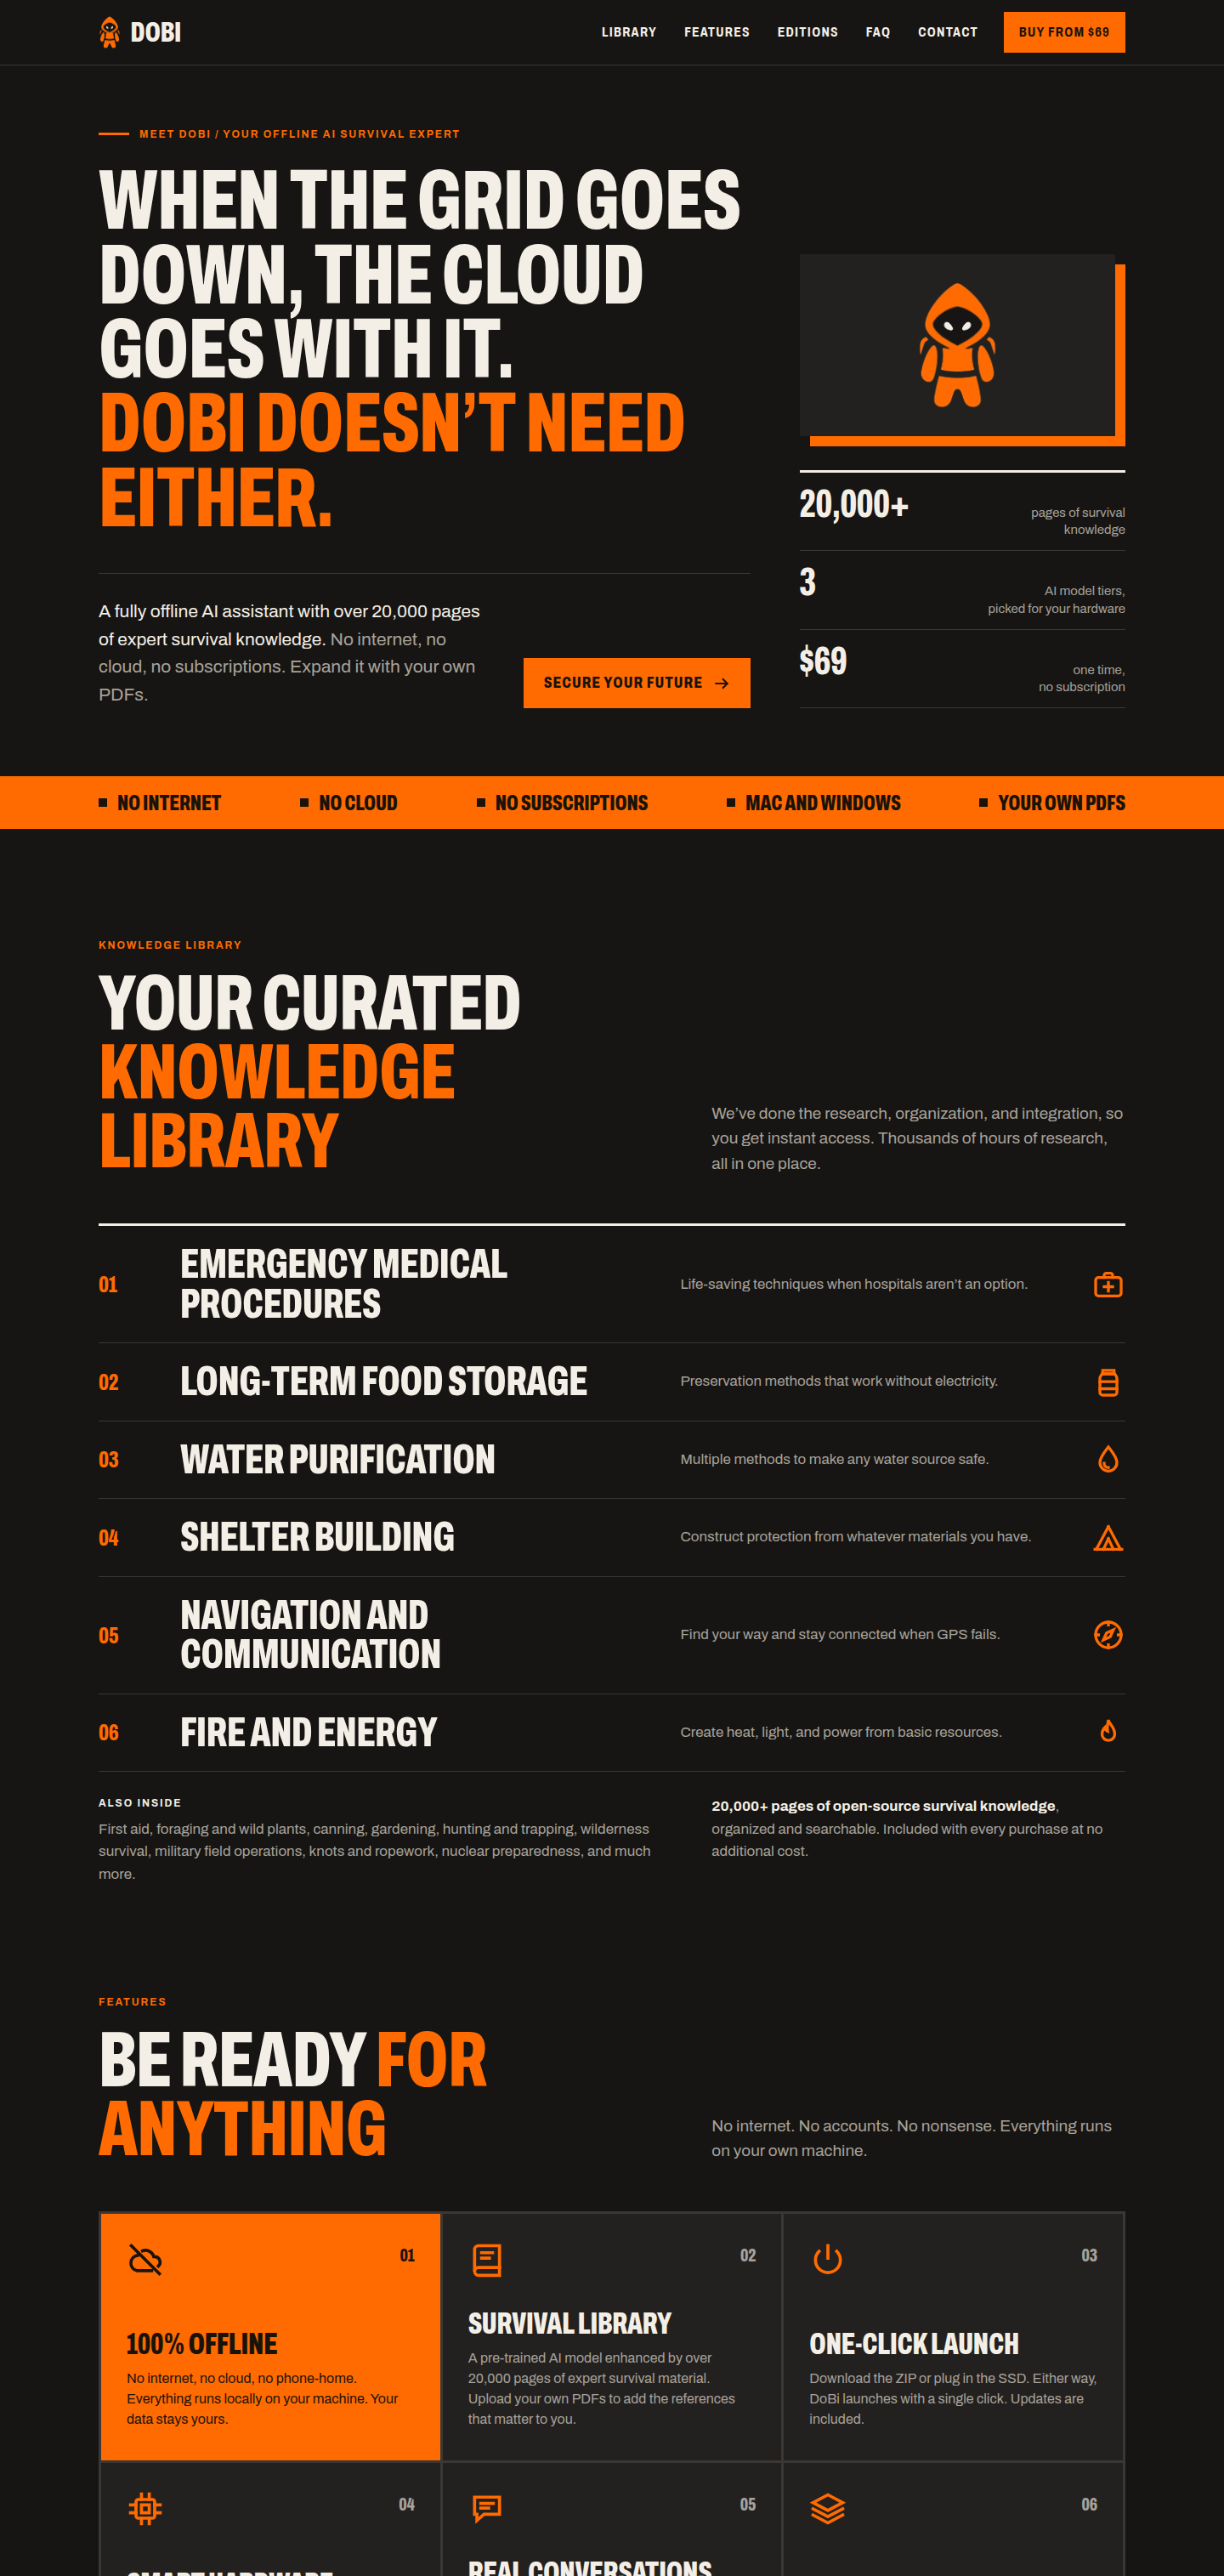 DOBI
LIBRARY FEATURES EDITIONS FAQ CONTACT BUY FROM $69
MEET DOBI / YOUR OFFLINE AI SURVIVAL EXPERT
WHEN THE GRID GOES
DOWN, THE CLOUD
GOES WITH IT.
DOBI DOESN’T NEED
EITHER.
A fully offline AI assistant with over 20,000 pages
of expert survival knowledge. No internet, no
cloud, no subscriptions. Expand it with your own
PDFs.
SECURE YOUR FUTURE →
20,000+
pages of survival
knowledge
3
AI model tiers,
picked for your hardware
$69
one time,
no subscription
NO INTERNET NO CLOUD NO SUBSCRIPTIONS MAC AND WINDOWS YOUR OWN PDFS
KNOWLEDGE LIBRARY
YOUR CURATED
KNOWLEDGE
LIBRARY
We’ve done the research, organization, and integration, so
you get instant access. Thousands of hours of research,
all in one place.
01
EMERGENCY MEDICAL
PROCEDURES
Life-saving techniques when hospitals aren’t an option.
02
LONG-TERM FOOD STORAGE
Preservation methods that work without electricity.
03
WATER PURIFICATION
Multiple methods to make any water source safe.
04
SHELTER BUILDING
Construct protection from whatever materials you have.
05
NAVIGATION AND
COMMUNICATION
Find your way and stay connected when GPS fails.
06
FIRE AND ENERGY
Create heat, light, and power from basic resources.
ALSO INSIDE
First aid, foraging and wild plants, canning, gardening, hunting and trapping, wilderness
survival, military field operations, knots and ropework, nuclear preparedness, and much
more.
20,000+ pages of open-source survival knowledge,
organized and searchable. Included with every purchase at no
additional cost.
FEATURES
BE READY FOR
ANYTHING
No internet. No accounts. No nonsense. Everything runs
on your own machine.
01
100% OFFLINE
No internet, no cloud, no phone-home.
Everything runs locally on your machine. Your
data stays yours.
02
SURVIVAL LIBRARY
A pre-trained AI model enhanced by over
20,000 pages of expert survival material.
Upload your own PDFs to add the references
that matter to you.
03
ONE-CLICK LAUNCH
Download the ZIP or plug in the SSD. Either way,
DoBi launches with a single click. Updates are
included.
04
SMART HARDWARE
05
REAL CONVERSATIONS
06